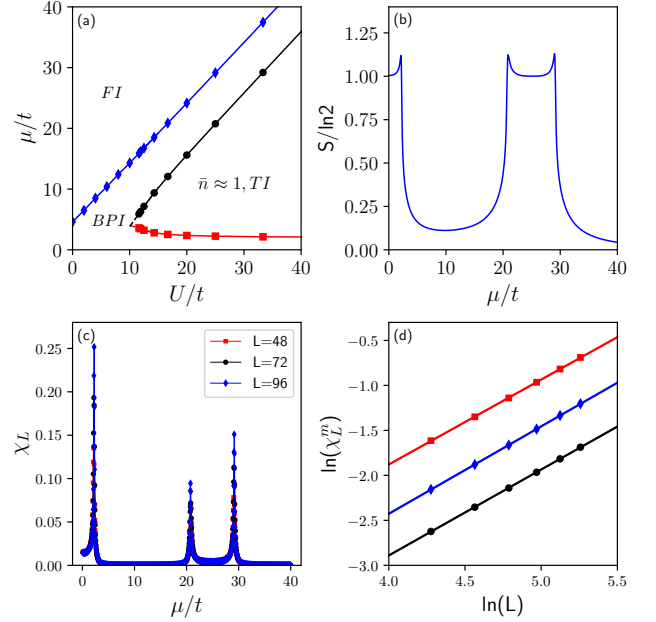 (a)
μ/t
40
30
20
10
0
FI
BPI
n̄ ≈ 1, TI
0 10 20 30 40
U/t
(b)
S/ln2
1.25
1.00
0.75
0.50
0.25
0.00
0 10 20 30 40
μ/t
(c)
χ_L
0.25
0.20
0.15
0.10
0.05
0.00
L=48
L=72
L=96
0 10 20 30 40
μ/t
(d)
ln(χ_L^m)
−0.5
−1.0
−1.5
−2.0
−2.5
−3.0
4.0 4.5 5.0 5.5
ln(L)